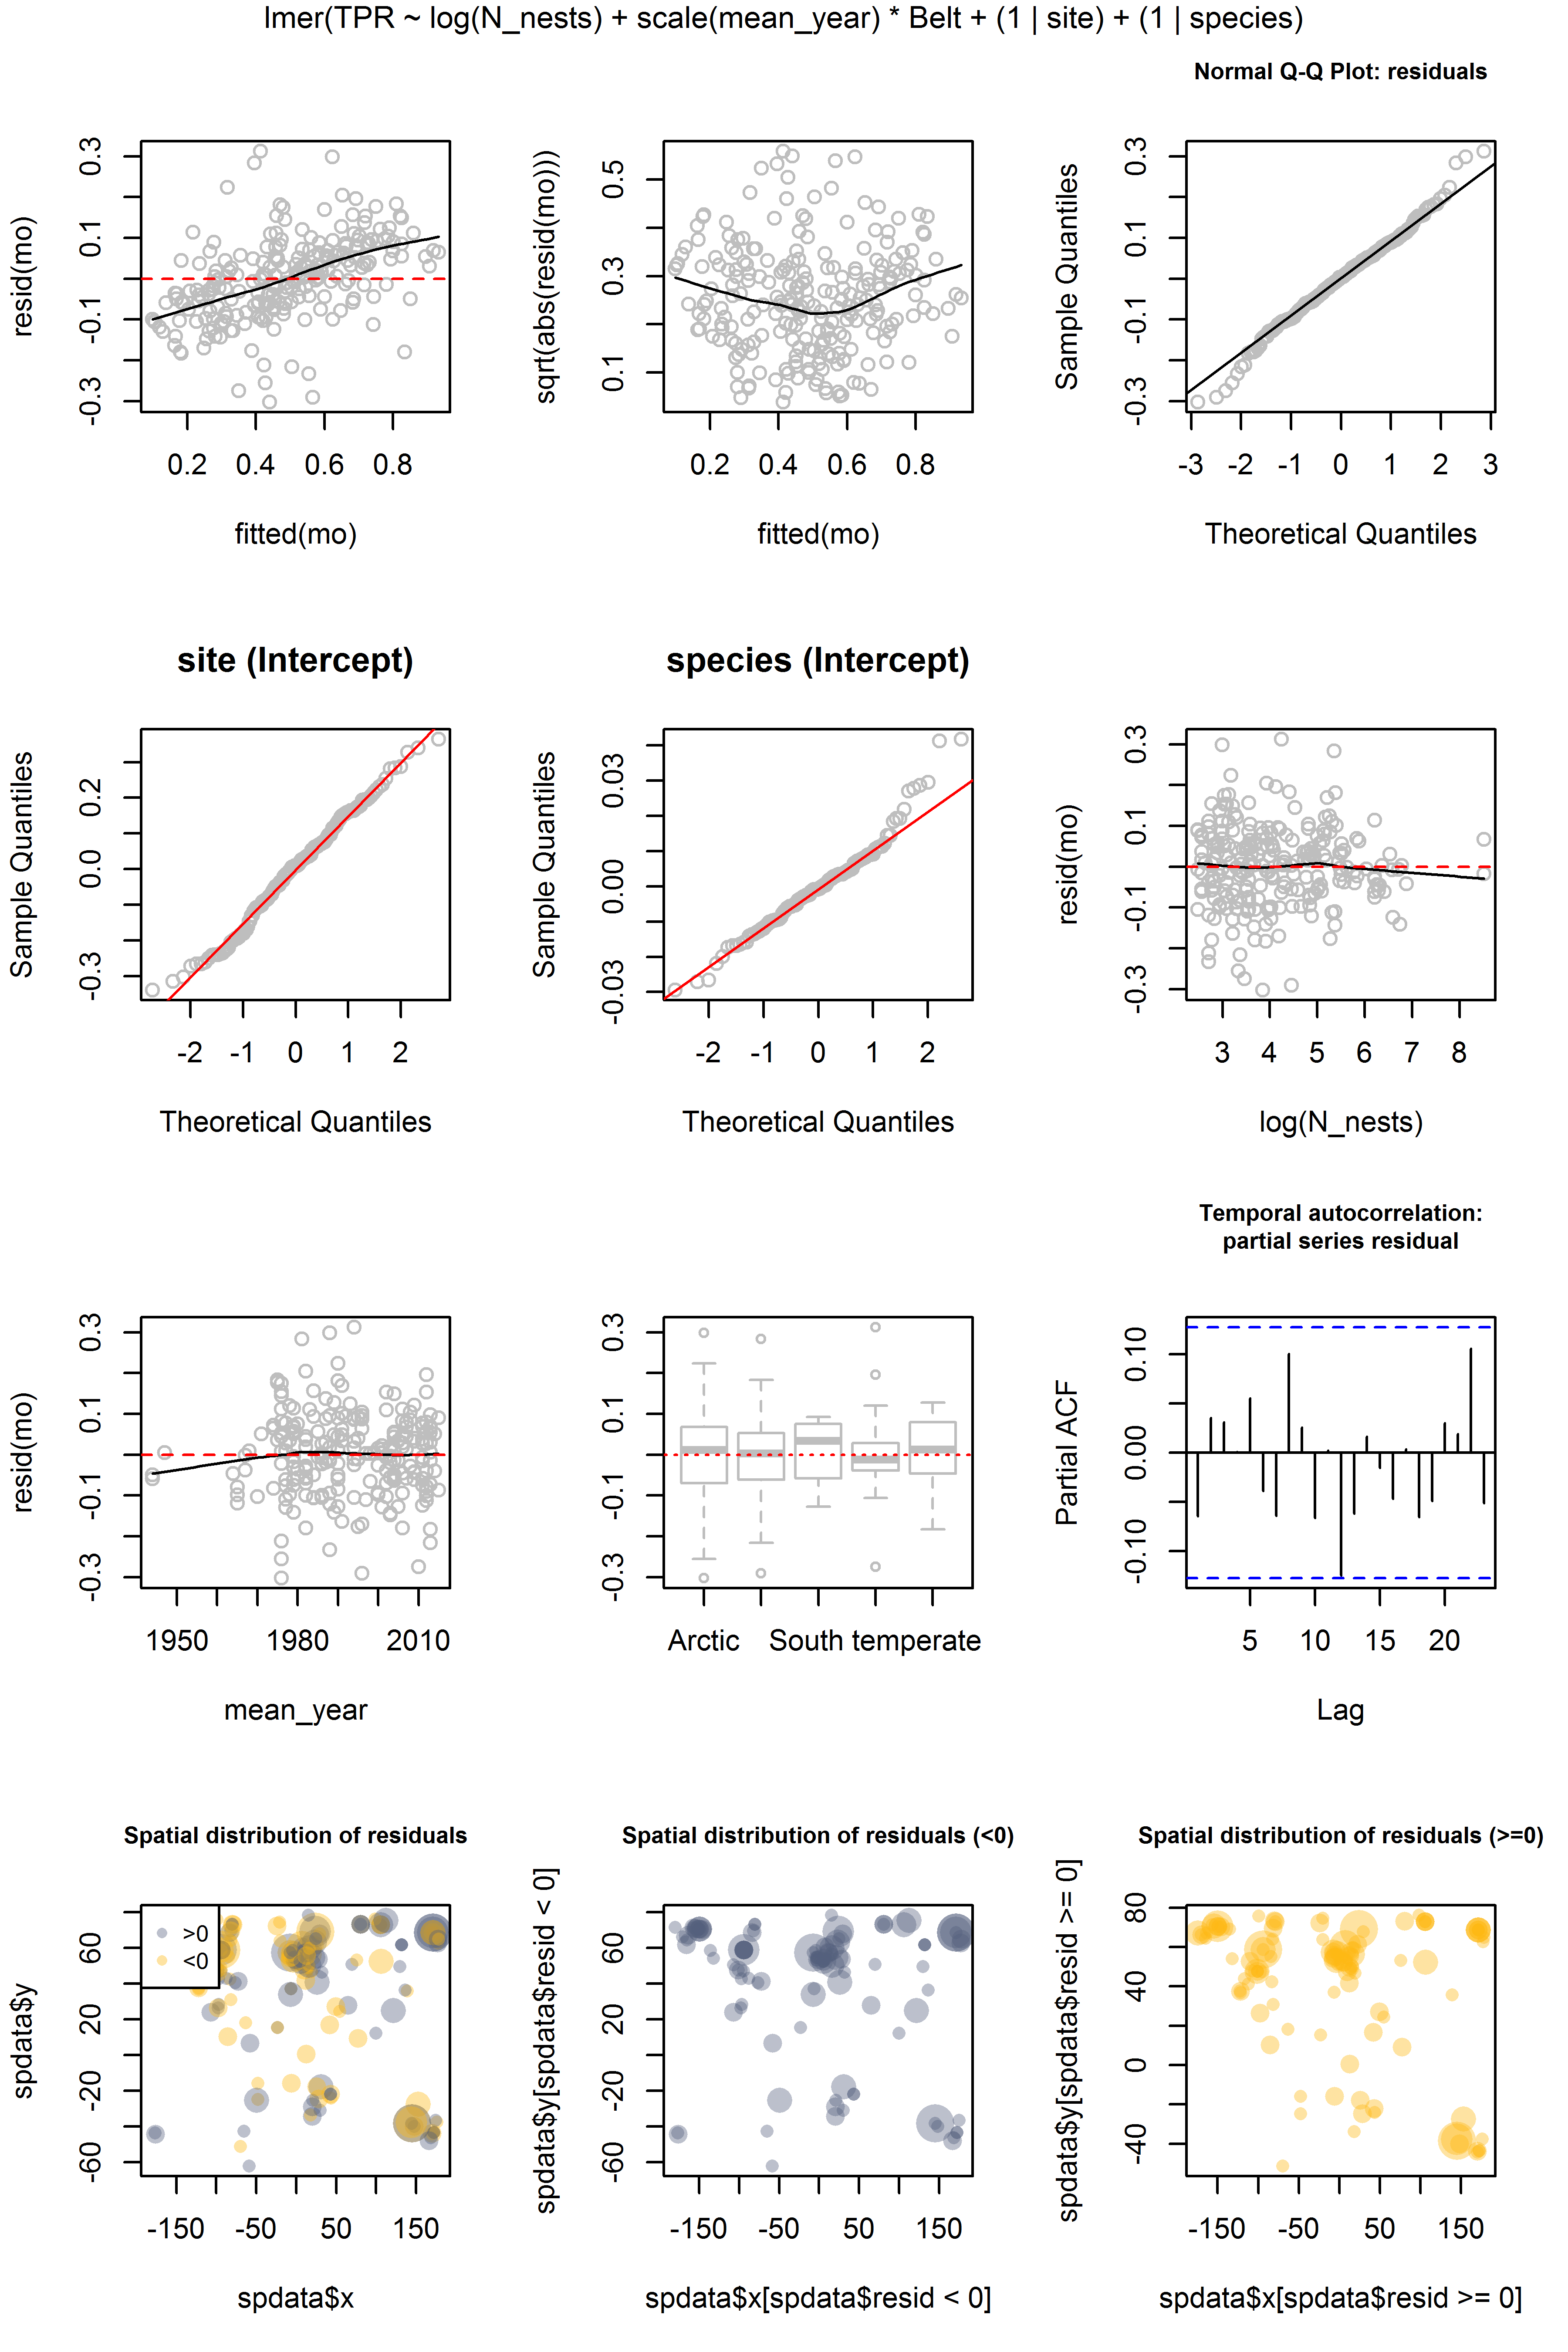 lmer(TPR ~ log(N_nests) + scale(mean_year) * Belt + (1 | site) + (1 | species)
Normal Q-Q Plot: residuals
resid(mo)
-0.3 -0.1 0.1 0.3
0.2 0.4 0.6 0.8
fitted(mo)
sqrt(abs(resid(mo)))
0.1 0.3 0.5
0.2 0.4 0.6 0.8
fitted(mo)
Sample Quantiles
-0.3 -0.1 0.1 0.3
-3 -2 -1 0 1 2 3
Theoretical Quantiles
site (Intercept)
Sample Quantiles
-0.3 0.0 0.2
-2 -1 0 1 2
Theoretical Quantiles
species (Intercept)
Sample Quantiles
-0.03 0.00 0.03
-2 -1 0 1 2
Theoretical Quantiles
resid(mo)
-0.3 -0.1 0.1 0.3
3 4 5 6 7 8
log(N_nests)
resid(mo)
-0.3 -0.1 0.1 0.3
1950 1980 2010
mean_year
-0.3 -0.1 0.1 0.3
Arctic South temperate
Temporal autocorrelation:
partial series residual
Partial ACF
-0.10 0.00 0.10
5 10 15 20
Lag
Spatial distribution of residuals
>0
<0
spdata$y
-60 -20 20 60
-150 -50 50 150
spdata$x
Spatial distribution of residuals (<0)
spdata$y[spdata$resid < 0]
-60 -20 20 60
-150 -50 50 150
spdata$x[spdata$resid < 0]
Spatial distribution of residuals (>=0)
spdata$y[spdata$resid >= 0]
-40 0 40 80
-150 -50 50 150
spdata$x[spdata$resid >= 0]